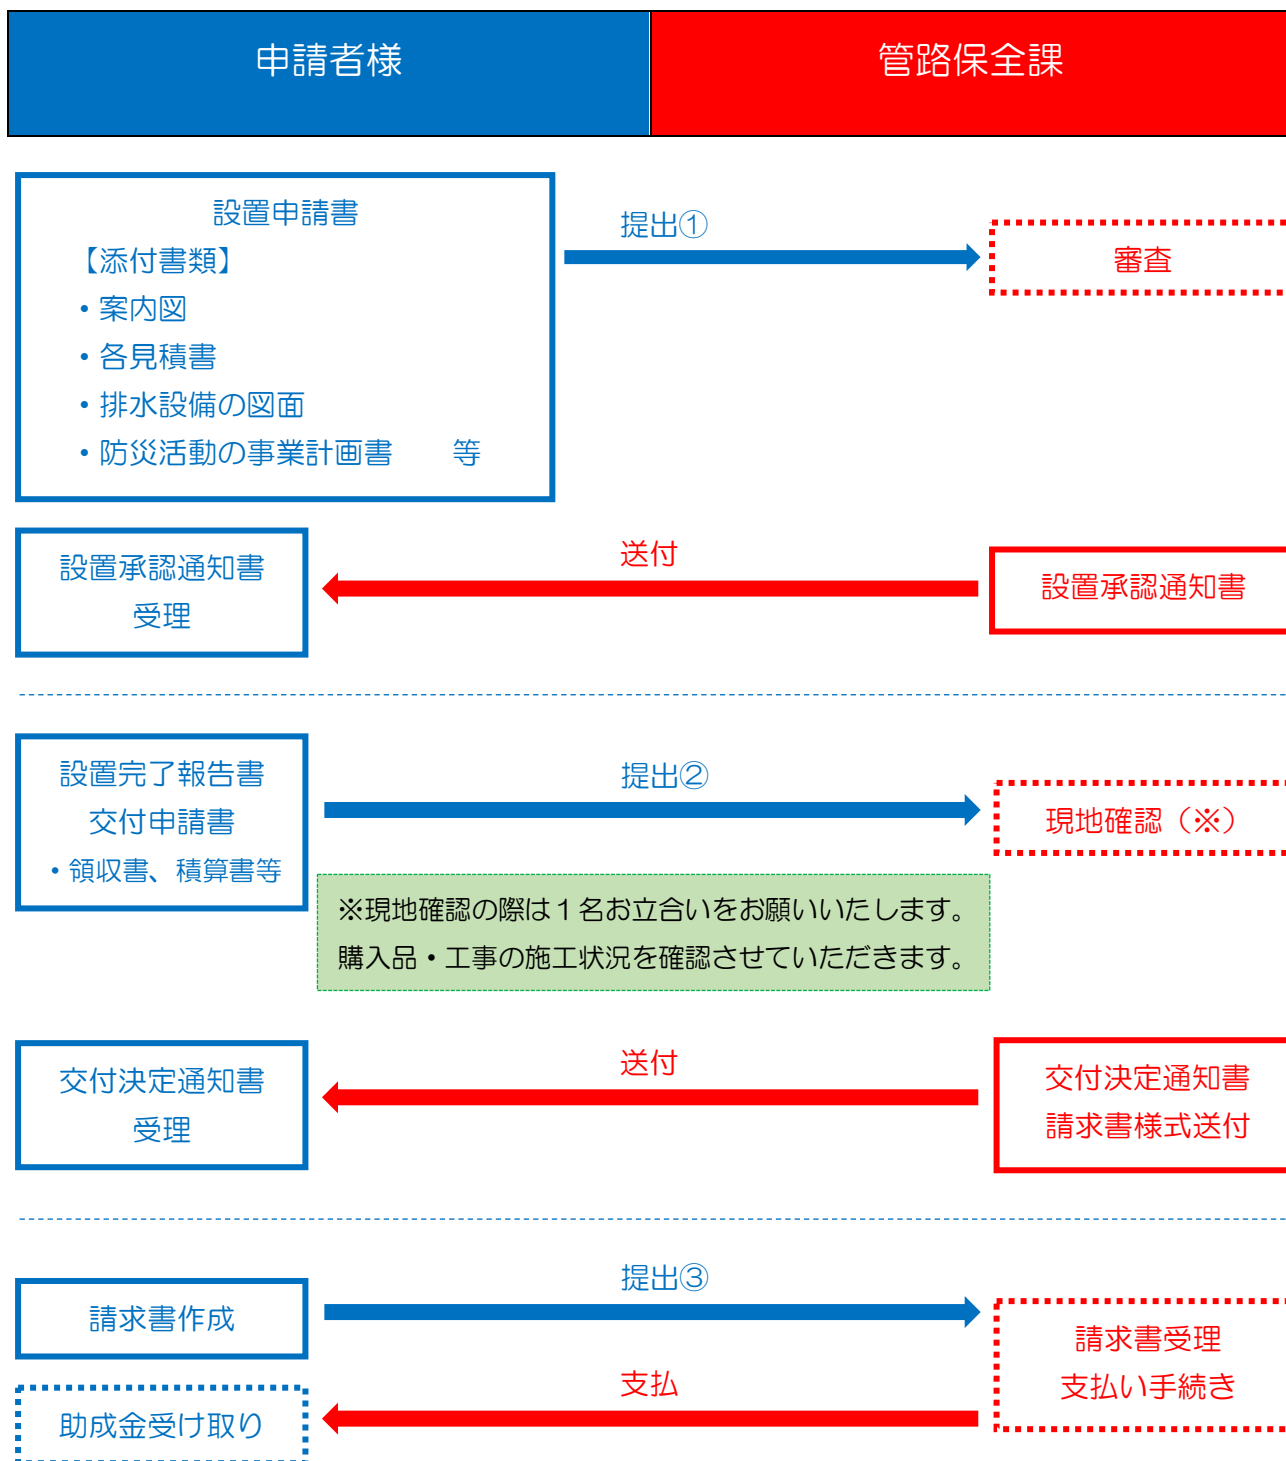 申請者様
管路保全課
設置申請書
【添付書類】
・案内図
・各見積書
・排水設備の図面
・防災活動の事業計画書　　等
提出①
審査
設置承認通知書
受理
送付
設置承認通知書
設置完了報告書
交付申請書
・領収書、積算書等
提出②
現地確認（※）
※現地確認の際は１名お立合いをお願いいたします。
購入品・工事の施工状況を確認させていただきます。
交付決定通知書
受理
送付
交付決定通知書
請求書様式送付
請求書作成
提出③
請求書受理
支払い手続き
支払
助成金受け取り